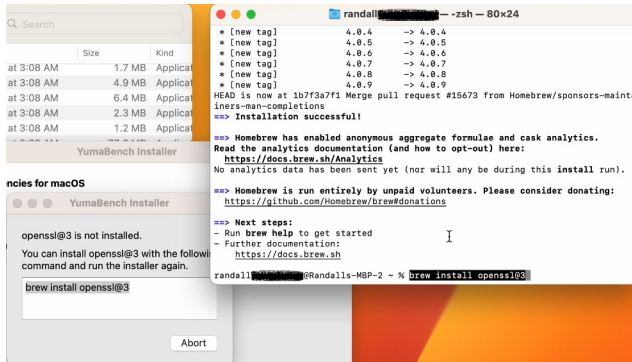 Search
Size Kind
at 3:08 AM 1.7 MB Applicat
at 3:08 AM 4.9 MB Applicat
at 3:08 AM 6.4 MB Applicat
at 3:08 AM 2.3 MB Applicat
at 3:08 AM 1.2 MB Applicat
YumaBench Installer
ncies for macOS
YumaBench Installer
openssl@3 is not installed.
You can install openssl@3 with the followi
command and run the installer again.
brew install openssl@3
Abort
randall — -zsh — 80×24
* [new tag] 4.0.4 -> 4.0.4
* [new tag] 4.0.5 -> 4.0.5
* [new tag] 4.0.6 -> 4.0.6
* [new tag] 4.0.7 -> 4.0.7
* [new tag] 4.0.8 -> 4.0.8
* [new tag] 4.0.9 -> 4.0.9
HEAD is now at 1b7f3a7f1 Merge pull request #15673 from Homebrew/sponsors-maint
iners-man-completions
==> Installation successful!
==> Homebrew has enabled anonymous aggregate formulae and cask analytics.
Read the analytics documentation (and how to opt-out) here:
https://docs.brew.sh/Analytics
No analytics data has been sent yet (nor will any be during this install run).
==> Homebrew is run entirely by unpaid volunteers. Please consider donating:
https://github.com/Homebrew/brew#donations
==> Next steps:
- Run brew help to get started
- Further documentation:
https://docs.brew.sh
randall @Randalls-MBP-2 ~ % brew install openssl@3